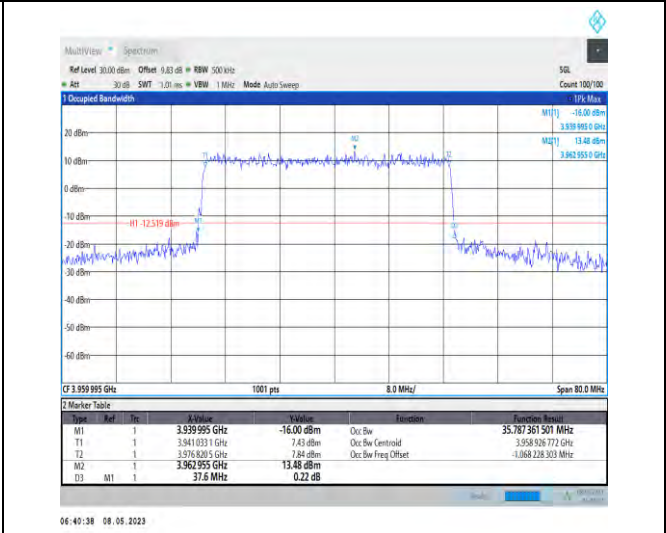 MultiView Spectrum
Ref Level 30.00 dBm Offset 9.83 dB RBW 500 kHz SGL
Att 30 dB SWT 1.01 ms VBW 1 MHz Mode Auto Sweep Count 100/100
1 Occupied Bandwidth 1Pk Max
M1(1) -16.00 dBm
3.939 995 0 GHz
M2(1) 13.48 dBm
3.962 955 0 GHz
M2
20 dBm
T1 T2
10 dBm
0 dBm
-10 dBm
H1 -12.519 dBm M1
-20 dBm
-30 dBm
-40 dBm
-50 dBm
-60 dBm
CF 3.959 995 GHz 1001 pts 8.0 MHz/ Span 80.0 MHz
2 Marker Table
Type Ref Trc X-Value Y-Value Function Function Result
M1 1 3.939 995 GHz -16.00 dBm Occ Bw 35.787 361 501 MHz
T1 1 3.941 033 1 GHz 7.43 dBm Occ Bw Centroid 3.958 926 772 GHz
T2 1 3.976 820 5 GHz 7.84 dBm Occ Bw Freq Offset -1.068 228 303 MHz
M2 1 3.962 955 GHz 13.48 dBm
D3 M1 1 37.6 MHz 0.22 dB
06:40:38 08.05.2023